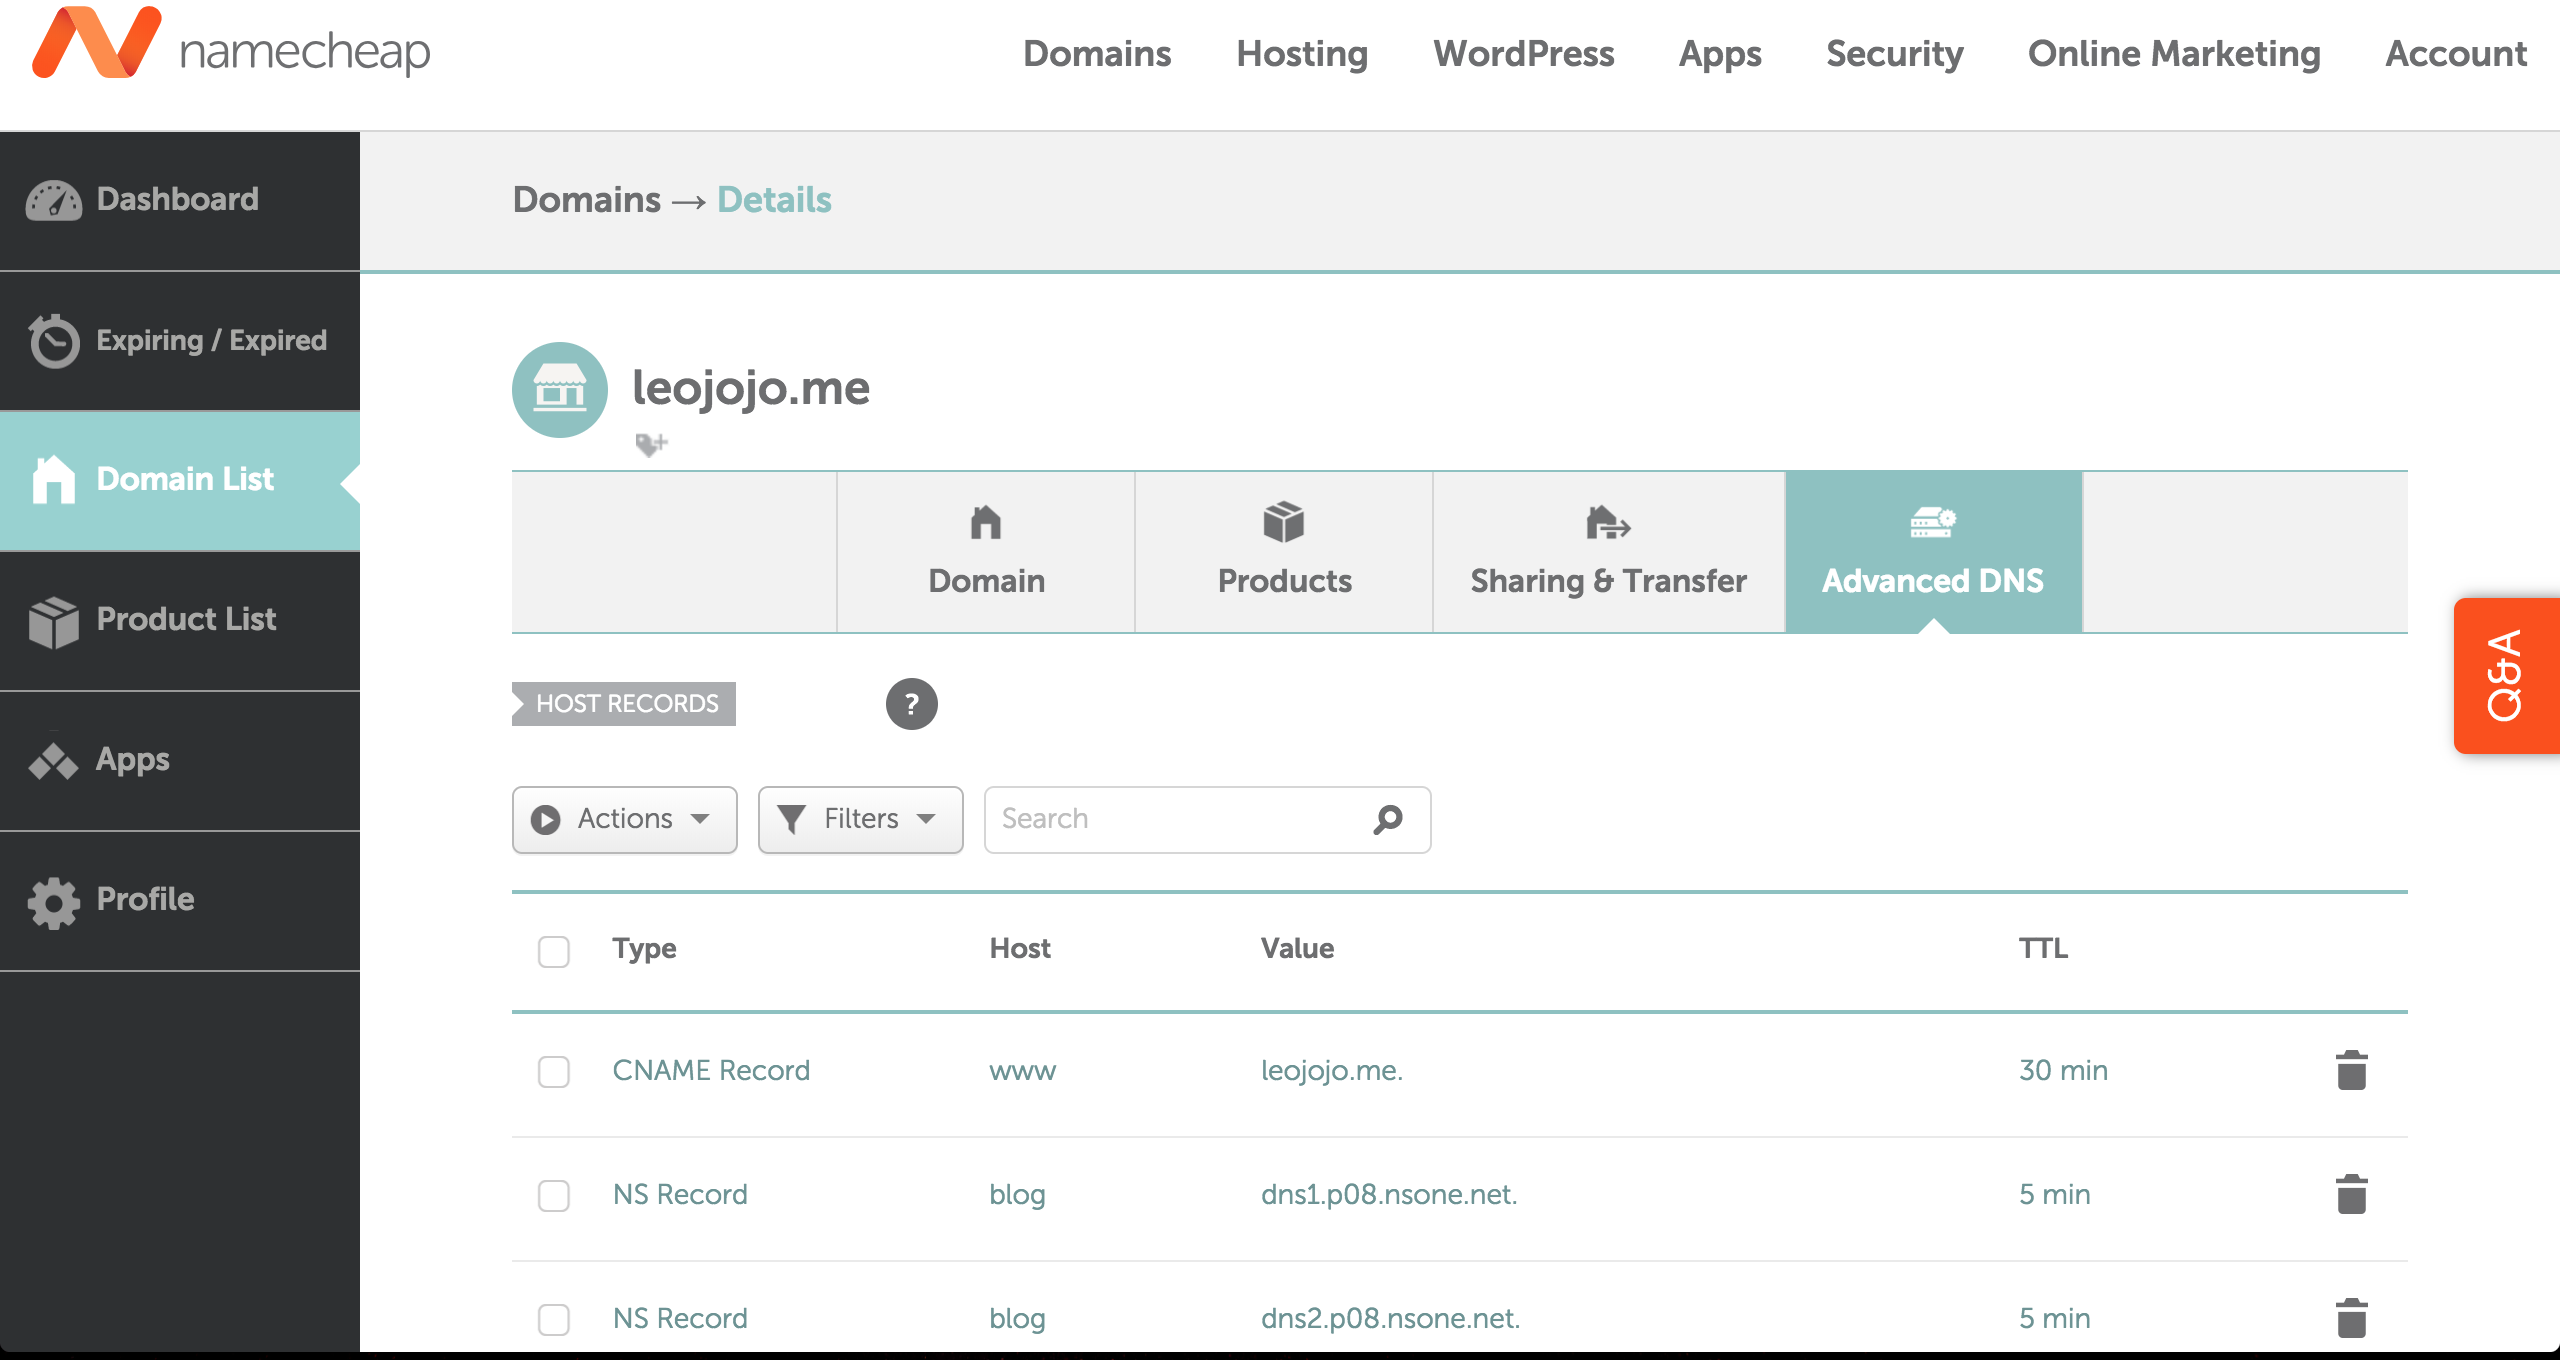 namecheap
Domains Hosting WordPress Apps Security Online Marketing Account
Dashboard
Expiring / Expired
Domain List
Product List
Apps
Profile
Domains → Details
leojojo.me
Domain Products Sharing & Transfer Advanced DNS
HOST RECORDS ?
Actions Filters Search
Q&A
Type Host Value TTL
CNAME Record www leojojo.me. 30 min
NS Record blog dns1.p08.nsone.net. 5 min
NS Record blog dns2.p08.nsone.net. 5 min